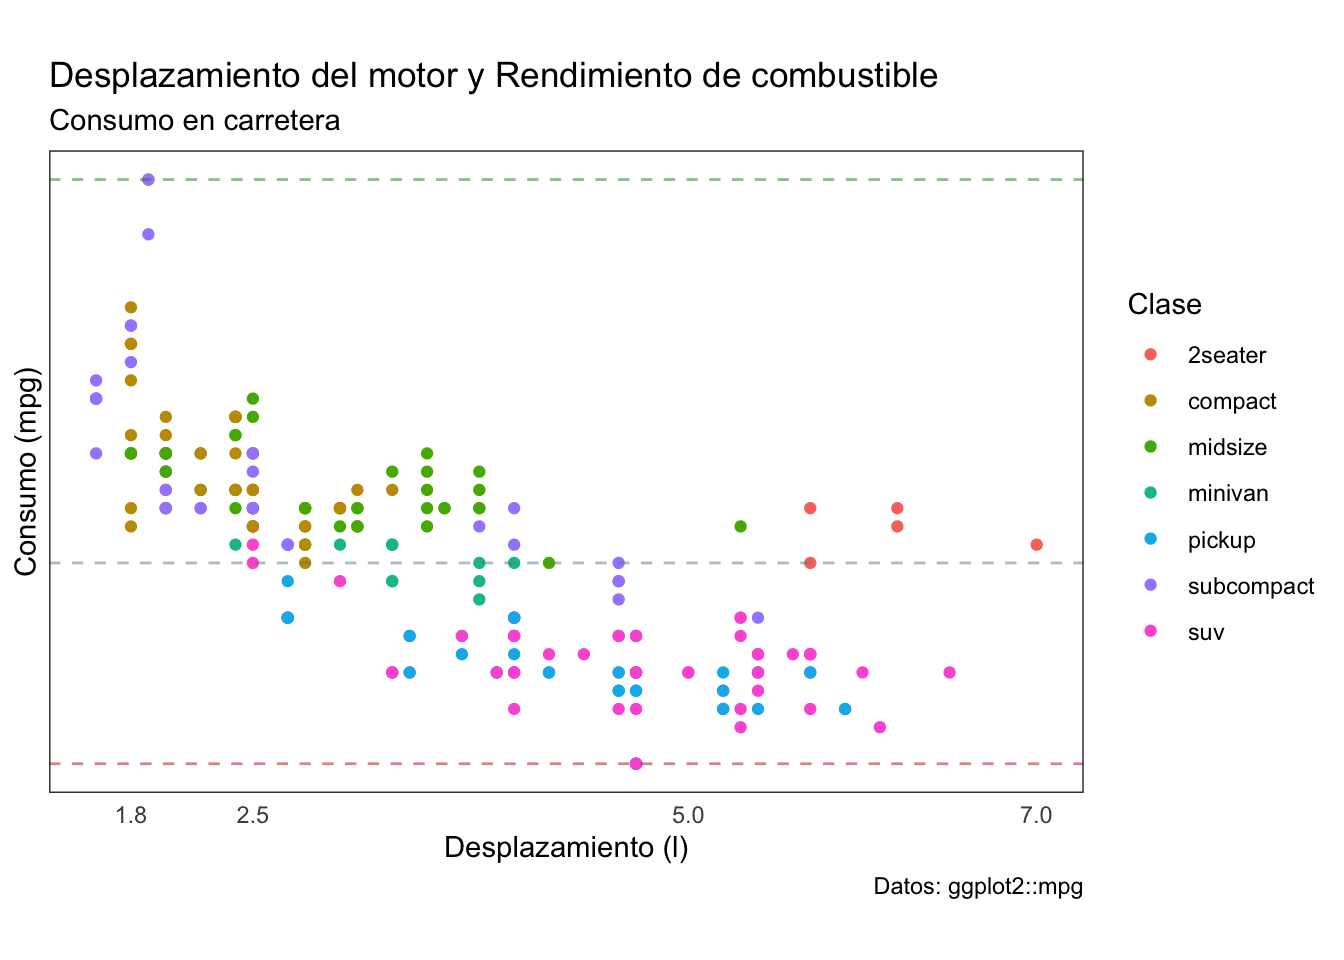 Desplazamiento del motor y Rendimiento de combustible
Consumo en carretera
Consumo (mpg)
1.8
2.5
5.0
7.0
Desplazamiento (l)
Datos: ggplot2::mpg
Clase
2seater
compact
midsize
minivan
pickup
subcompact
suv